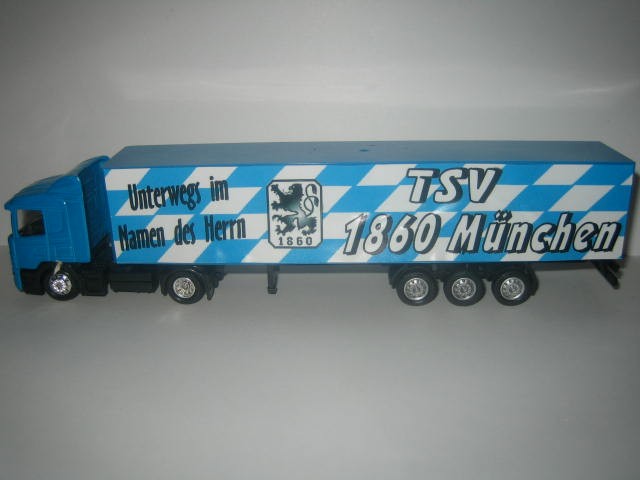 Unterwegs im
Namen des Herrn
1860
TSV
1860 München